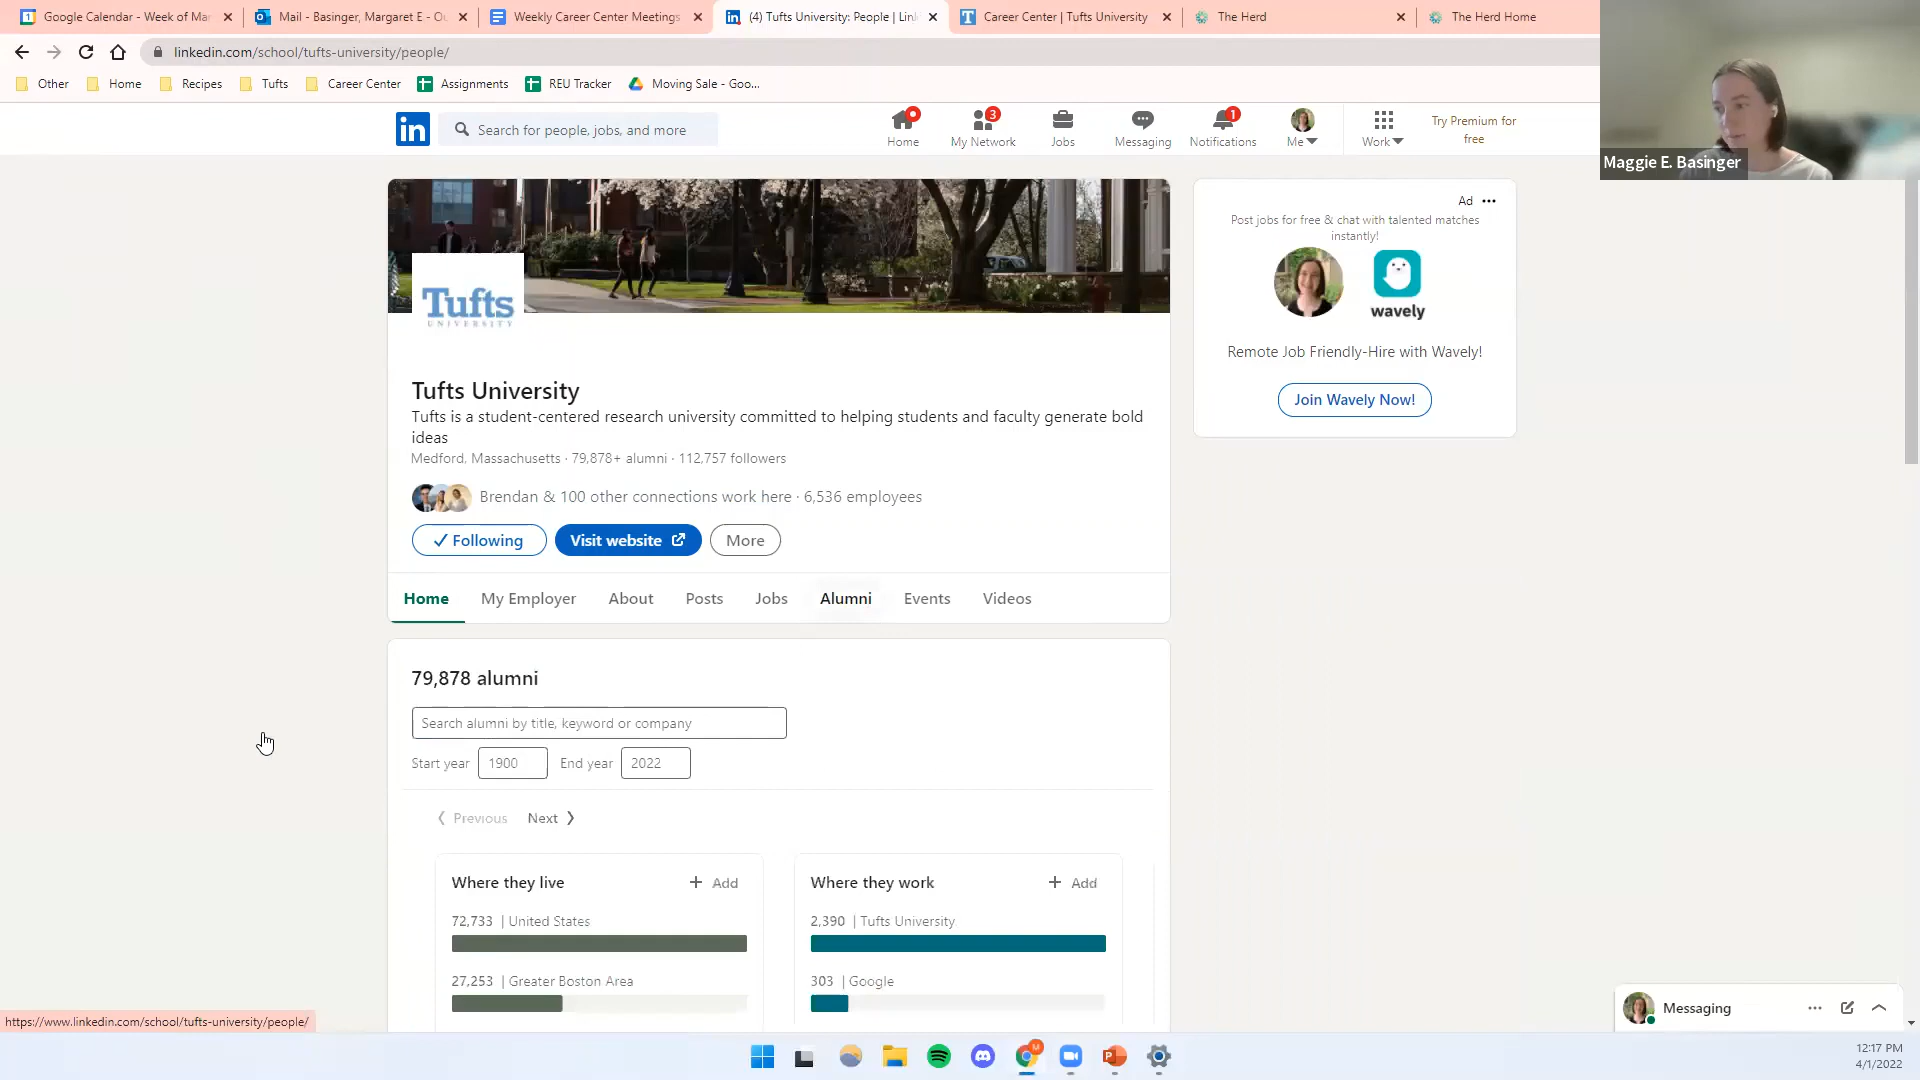 Google Calendar - Week of Mar
Mail - Basinger, Margaret E - Ou
Weekly Career Center Meetings
(4) Tufts University: People | Link
Career Center | Tufts University
The Herd
The Herd Home
linkedin.com/school/tufts-university/people/
Other
Home
Recipes
Tufts
Career Center
Assignments
REU Tracker
Moving Sale - Goo...
in
Search for people, jobs, and more
Home
3
My Network
Jobs
Messaging
1
Notifications
Me
Work
Try Premium for
free
Maggie E. Basinger
Tufts
UNIVERSITY
Ad
Post jobs for free & chat with talented matches
instantly!
wavely
Remote Job Friendly-Hire with Wavely!
Join Wavely Now!
Tufts University
Tufts is a student-centered research university committed to helping students and faculty generate bold
ideas
Medford, Massachusetts · 79,878+ alumni · 112,757 followers
Brendan & 100 other connections work here · 6,536 employees
Following
Visit website
More
Home
My Employer
About
Posts
Jobs
Alumni
Events
Videos
79,878 alumni
Search alumni by title, keyword or company
Start year 1900 End year 2022
Previous Next
Where they live + Add
72,733 | United States
27,253 | Greater Boston Area
Where they work + Add
2,390 | Tufts University
303 | Google
Messaging
https://www.linkedin.com/school/tufts-university/people/
12:17 PM
4/1/2022